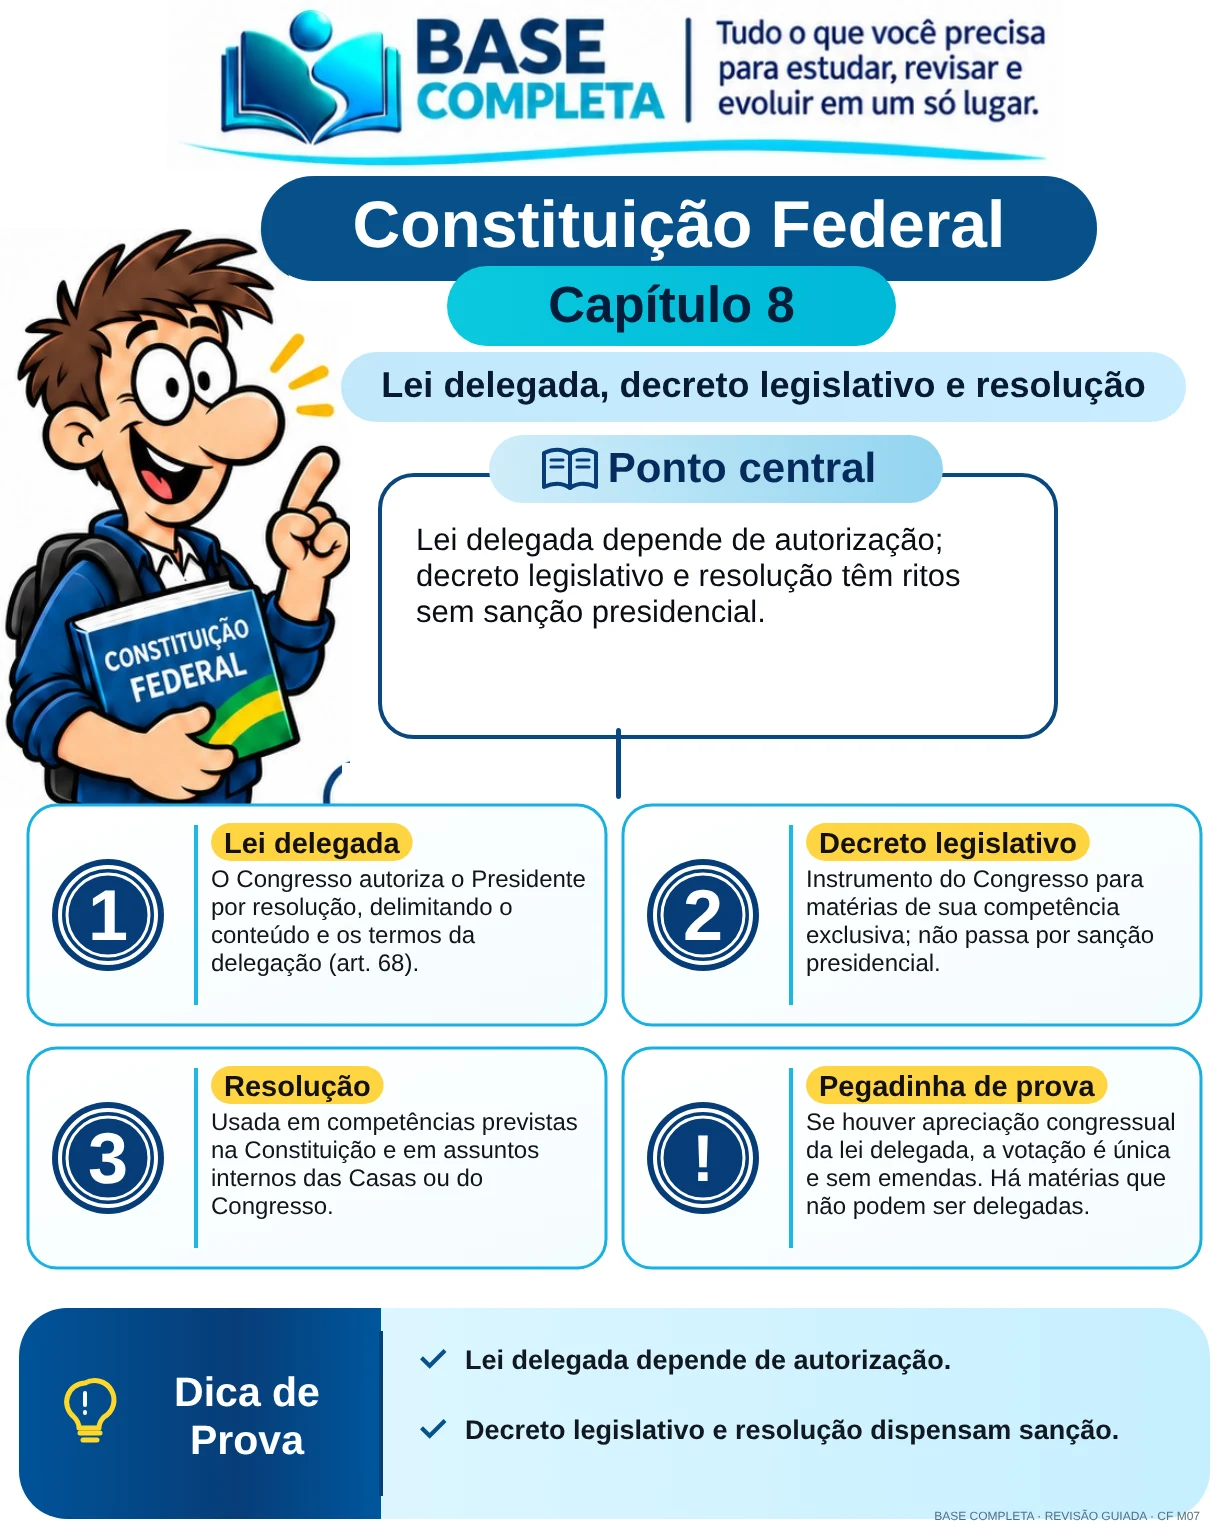 BASE
COMPLETA
Tudo o que você precisa
para estudar, revisar e
evoluir em um só lugar.
Constituição Federal
Capítulo 8
Lei delegada, decreto legislativo e resolução
Ponto central
Lei delegada depende de autorização;
decreto legislativo e resolução têm ritos
sem sanção presidencial.
CONSTITUIÇÃO
FEDERAL
1
Lei delegada
O Congresso autoriza o Presidente
por resolução, delimitando o
conteúdo e os termos da
delegação (art. 68).
2
Decreto legislativo
Instrumento do Congresso para
matérias de sua competência
exclusiva; não passa por sanção
presidencial.
3
Resolução
Usada em competências previstas
na Constituição e em assuntos
internos das Casas ou do
Congresso.
!
Pegadinha de prova
Se houver apreciação congressual
da lei delegada, a votação é única
e sem emendas. Há matérias que
não podem ser delegadas.
Dica de
Prova
Lei delegada depende de autorização.
Decreto legislativo e resolução dispensam sanção.
BASE COMPLETA · REVISÃO GUIADA · CF M07